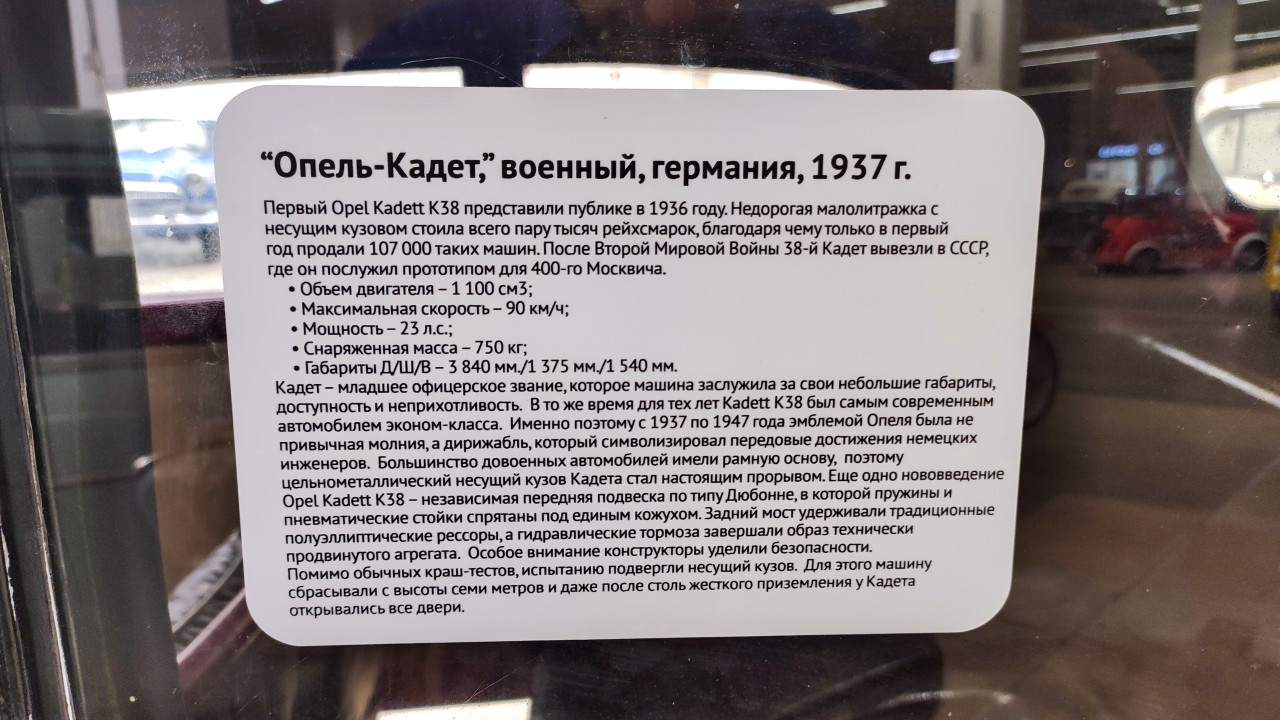 “Опель-Кадет,” военный, германия, 1937 г.
Первый Opel Kadett K38 представили публике в 1936 году. Недорогая малолитражка с
несущим кузовом стоила всего пару тысяч рейхсмарок, благодаря чему только в первый
год продали 107 000 таких машин. После Второй Мировой Войны 38-й Кадет вывезли в СССР,
где он послужил прототипом для 400-го Москвича.
• Объем двигателя – 1 100 см3;
• Максимальная скорость – 90 км/ч;
• Мощность – 23 л.с.;
• Снаряженная масса – 750 кг;
• Габариты Д/Ш/В – 3 840 мм./1 375 мм./1 540 мм.
Кадет – младшее офицерское звание, которое машина заслужила за свои небольшие габариты,
доступность и неприхотливость. В то же время для тех лет Kadett K38 был самым современным
автомобилем эконом-класса. Именно поэтому с 1937 по 1947 года эмблемой Опеля была не
привычная молния, а дирижабль, который символизировал передовые достижения немецких
инженеров. Большинство довоенных автомобилей имели рамную основу, поэтому
цельнометаллический несущий кузов Кадета стал настоящим прорывом. Еще одно нововведение
Opel Kadett K38 – независимая передняя подвеска по типу Дюбонне, в которой пружины и
пневматические стойки спрятаны под единым кожухом. Задний мост удерживали традиционные
полуэллиптические рессоры, а гидравлические тормоза завершали образ технически
продвинутого агрегата. Особое внимание конструкторы уделили безопасности.
Помимо обычных краш-тестов, испытанию подвергли несущий кузов. Для этого машину
сбрасывали с высоты семи метров и даже после столь жесткого приземления у Кадета
открывались все двери.